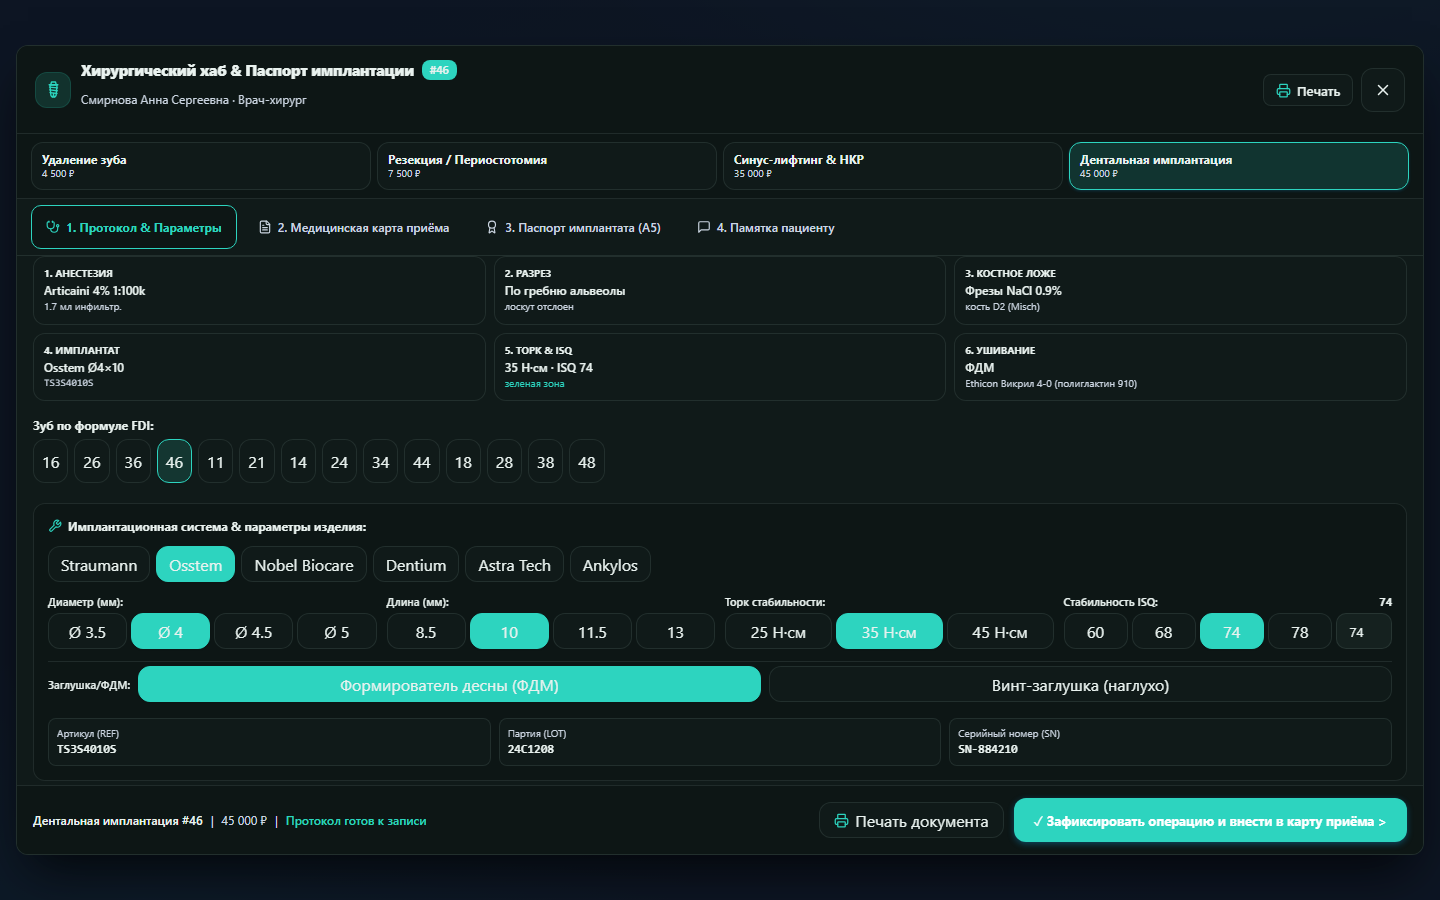 Хирургический хаб & Паспорт имплантации #46
Смирнова Анна Сергеевна · Врач-хирург
Печать
Удаление зуба
4 500 ₽
Резекция / Периостотомия
7 500 ₽
Синус-лифтинг & НКР
35 000 ₽
Дентальная имплантация
45 000 ₽
1. Протокол & Параметры
2. Медицинская карта приёма
3. Паспорт имплантата (A5)
4. Памятка пациенту
1. АНЕСТЕЗИЯ
Articaini 4% 1:100k
1.7 мл инфильтр.
2. РАЗРЕЗ
По гребню альвеолы
лоскут отслоен
3. КОСТНОЕ ЛОЖЕ
Фрезы NaCl 0.9%
кость D2 (Misch)
4. ИМПЛАНТАТ
Osstem Ø4×10
TS3S4010S
5. ТОРК & ISQ
35 Н·см · ISQ 74
зеленая зона
6. УШИВАНИЕ
ФДМ
Ethicon Викрил 4-0 (полиглактин 910)
Зуб по формуле FDI:
16 26 36 46 11 21 14 24 34 44 18 28 38 48
Имплантационная система & параметры изделия:
Straumann Osstem Nobel Biocare Dentium Astra Tech Ankylos
Диаметр (мм):
Ø 3.5 Ø 4 Ø 4.5 Ø 5
Длина (мм):
8.5 10 11.5 13
Торк стабильности:
25 Н·см 35 Н·см 45 Н·см
Стабильность ISQ: 74
60 68 74 78 74
Заглушка/ФДМ: Формирователь десны (ФДМ) Винт-заглушка (наглухо)
Артикул (REF)
TS3S4010S
Партия (LOT)
24C1208
Серийный номер (SN)
SN-884210
Дентальная имплантация #46 | 45 000 ₽ | Протокол готов к записи
Печать документа
✓ Зафиксировать операцию и внести в карту приёма >